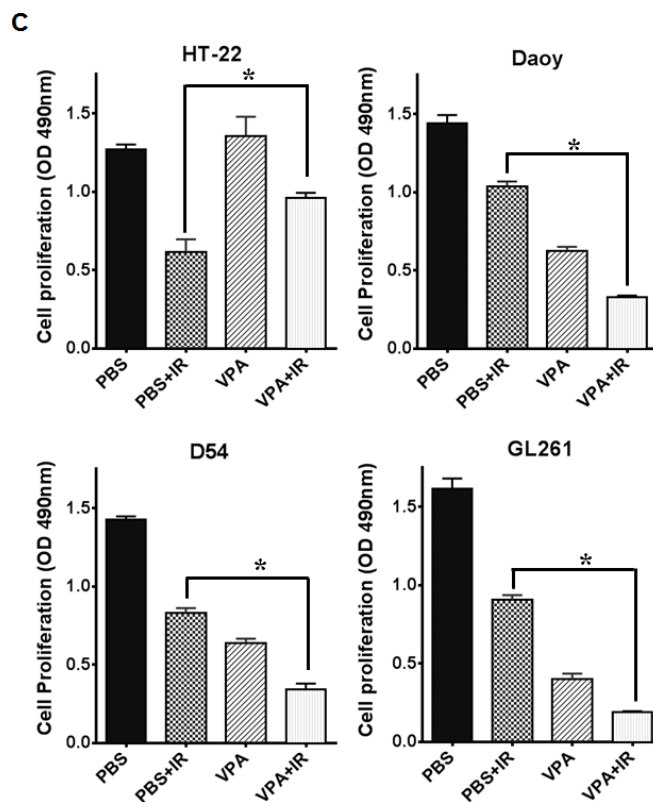 C
HT-22
Cell proliferation (OD 490nm)
1.5
1.0
0.5
0.0
*
PBS
PBS+IR
VPA
VPA+IR
Daoy
Cell Proliferation (OD 490nm)
1.5
1.0
0.5
0.0
*
PBS
PBS+IR
VPA
VPA+IR
D54
Cell Proliferation (OD 490nm)
1.5
1.0
0.5
0.0
*
PBS
PBS+IR
VPA
VPA+IR
GL261
Cell Proliferation (OD 490nm)
1.5
1.0
0.5
0.0
*
PBS
PBS+IR
VPA
VPA+IR